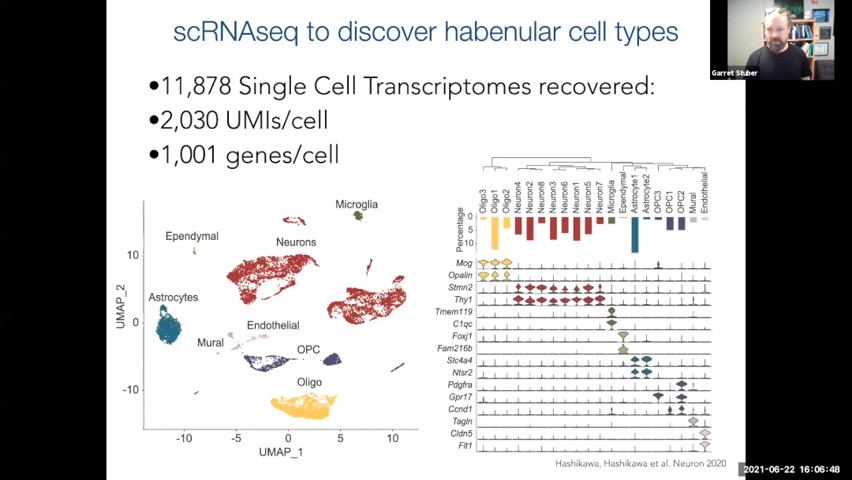 scRNAseq to discover habenular cell types
•11,878 Single Cell Transcriptomes recovered:
•2,030 UMIs/cell
•1,001 genes/cell
Garret Stuber
Microglia
Ependymal
Neurons
Astrocytes
Endothelial
Mural
OPC
Oligo
UMAP_2
10
0
-10
-10
-5
0
5
10
UMAP_1
Oligo3
Oligo1
Oligo2
Neuron4
Neuron2
Neuron8
Neuron3
Neuron6
Neuron1
Neuron5
Neuron7
Microglia
Ependymal
Astrocyte1
Astrocyte2
OPC3
OPC1
OPC2
Mural
Endothelial
Percentage
0
5
10
Mog
Opalin
Stmn2
Thy1
Tmem119
C1qc
Foxj1
Fam216b
Slc4a4
Ntsr2
Pdgfra
Gpr17
Ccnd1
Tagln
Cldn5
Flt1
Hashikawa, Hashikawa et al. Neuron 2020
2021-06-22 16:06:48